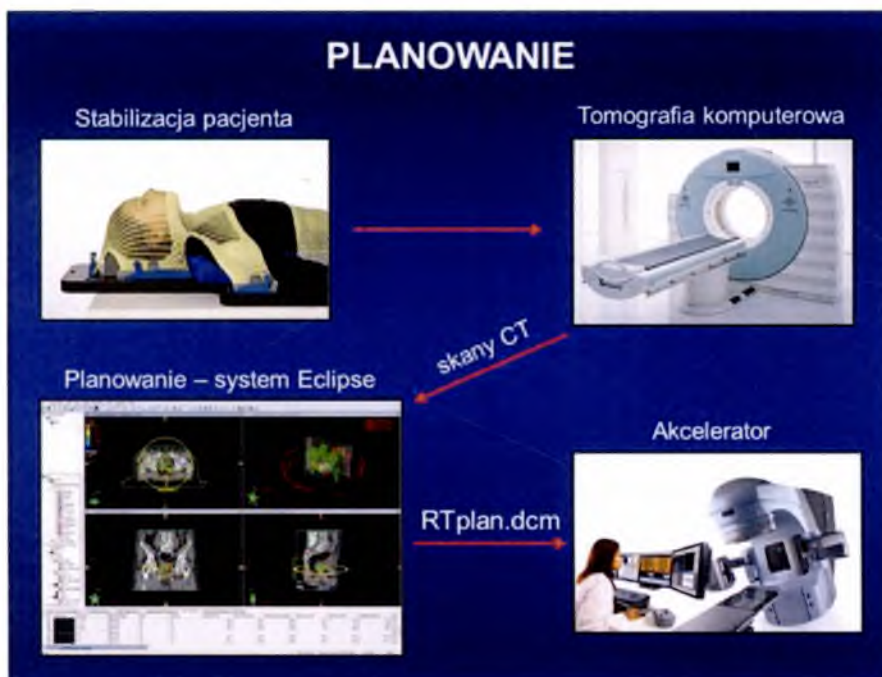 PLANOWANIE
Stabilizacja pacjenta
Tomografia komputerowa
skany CT
Planowanie – system Eclipse
Akcelerator
RTplan.dcm